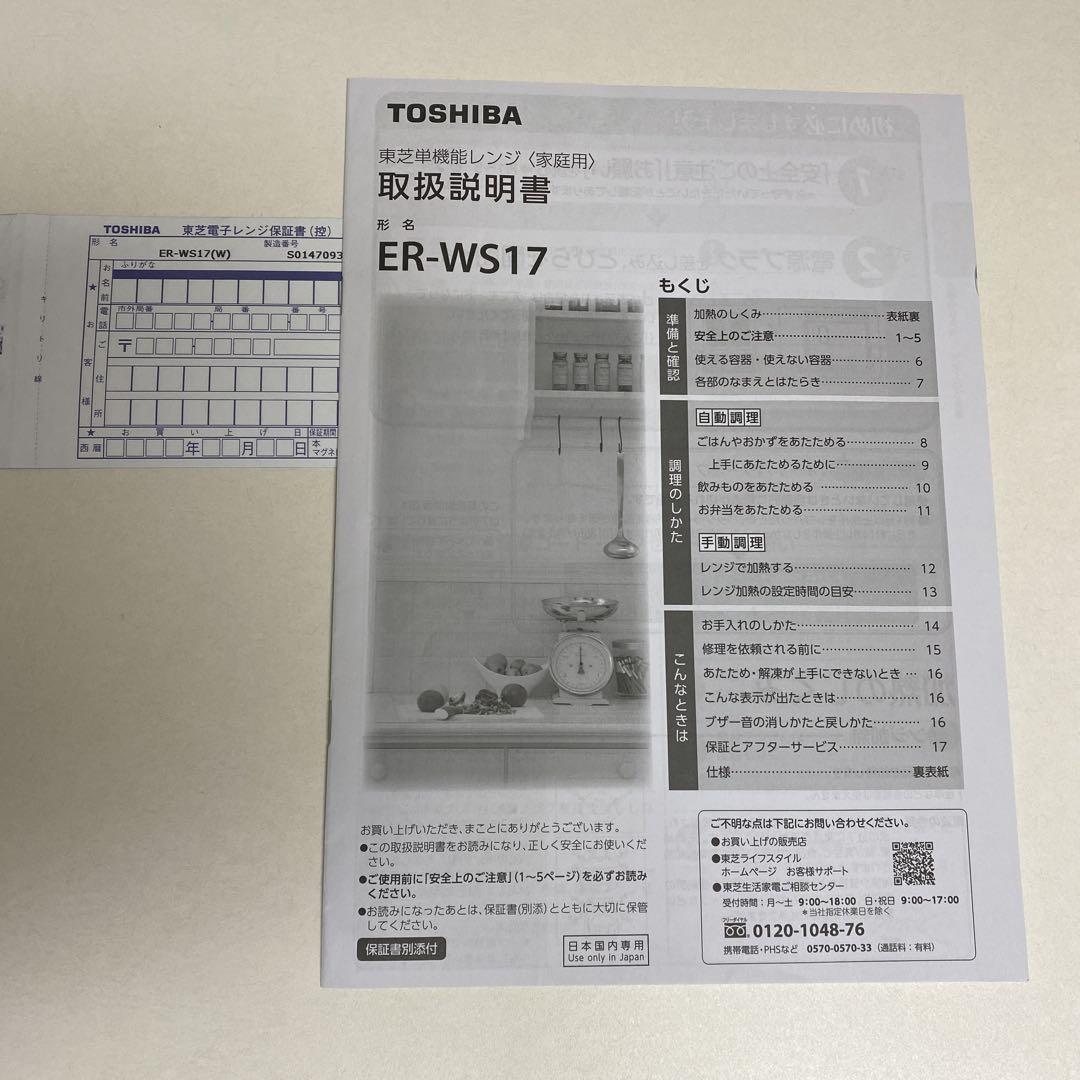 TOSHIBA 東芝電子レンジ保証書(控)
形 名 製造番号
ER-WS17(W) S0147093
★ お客様
ふりがな
お名前
電話 市外局番 局番 番号
ご住所
〒
★ お買い上げ日 保証期間
西暦 年 月 日 本
マグネ
キリトリ線
TOSHIBA
東芝単機能レンジ〈家庭用〉
取扱説明書
形 名
ER-WS17
もくじ
準備と確認
加熱のしくみ……………………表紙裏
安全上のご注意……………………1〜5
使える容器・使えない容器……………6
各部のなまえとはたらき………………7
調理のしかた
自動調理
ごはんやおかずをあたためる…………8
上手にあたためるために……………9
飲みものをあたためる………………10
お弁当をあたためる…………………11
手動調理
レンジで加熱する……………………12
レンジ加熱の設定時間の目安…………13
こんなときは
お手入れのしかた……………………14
修理を依頼される前に………………15
あたため・解凍が上手にできないとき…16
こんな表示が出たときは……………16
ブザー音の消しかたと戻しかた………16
保証とアフターサービス……………17
仕様……………………………裏表紙
お買い上げいただき、まことにありがとうございます。
●この取扱説明書をお読みになり、正しく安全にお使いくだ
さい。
●ご使用前に「安全上のご注意」(1〜5ページ)を必ずお読み
ください。
●お読みになったあとは、保証書(別添)とともに大切に保管
してください。
保証書別添付
日本国内専用
Use only in Japan
ご不明な点は下記にお問い合わせください。
●お買い上げの販売店
●東芝ライフスタイル
ホームページ お客様サポート
●東芝生活家電ご相談センター
受付時間:月〜土 9:00〜18:00 日・祝日 9:00〜17:00
*当社指定休業日を除く
フリーダイヤル
0120-1048-76
携帯電話・PHSなど 0570-0570-33 (通話料:有料)